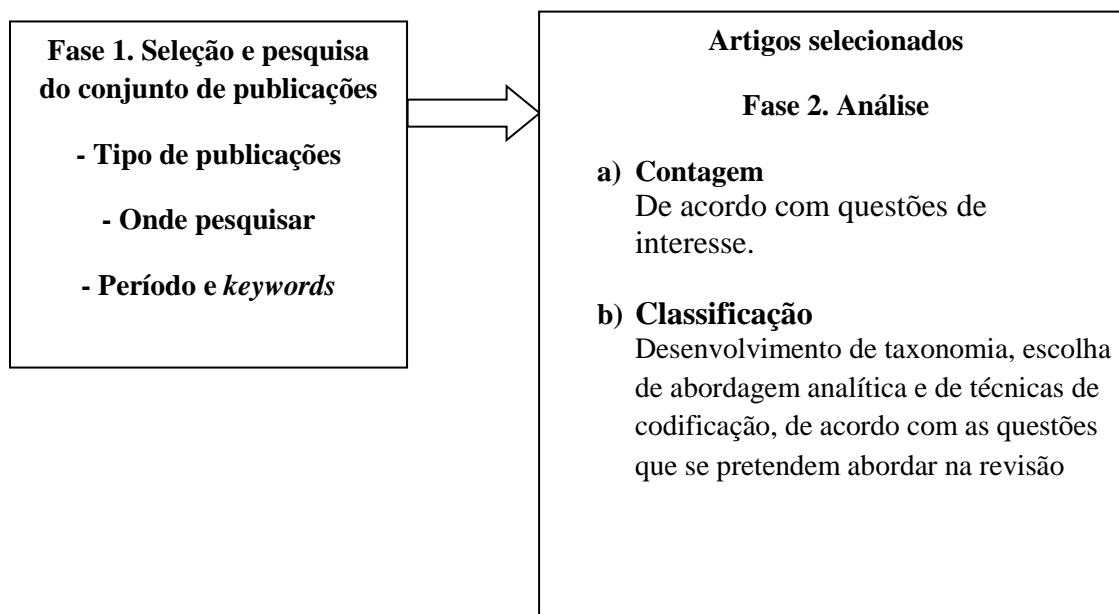 Fase 1. Seleção e pesquisa
do conjunto de publicações
- Tipo de publicações
- Onde pesquisar
- Período e keywords
Artigos selecionados
Fase 2. Análise
a) Contagem
De acordo com questões de
interesse.
b) Classificação
Desenvolvimento de taxonomia, escolha
de abordagem analítica e de técnicas de
codificação, de acordo com as questões
que se pretendem abordar na revisão